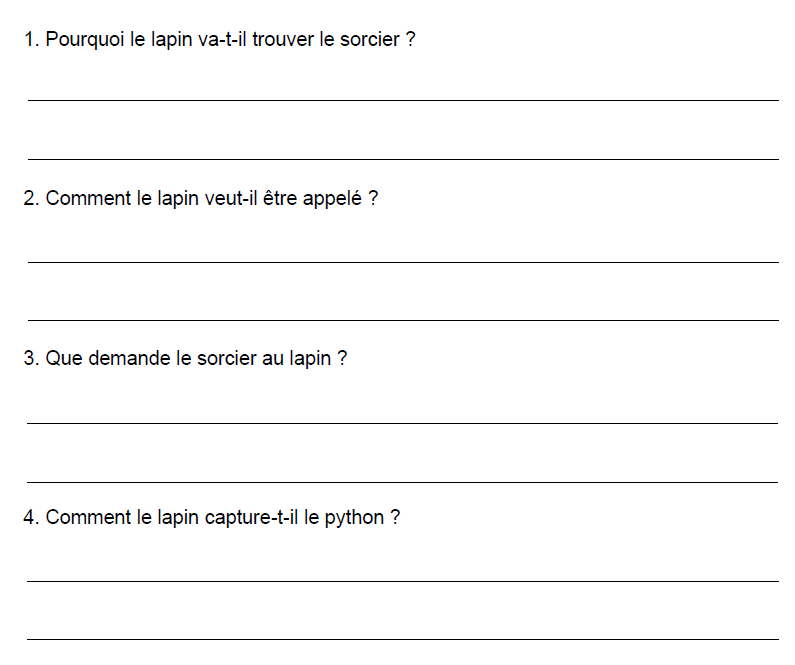 1. Pourquoi le lapin va-t-il trouver le sorcier ?
2. Comment le lapin veut-il être appelé ?
3. Que demande le sorcier au lapin ?
4. Comment le lapin capture-t-il le python ?